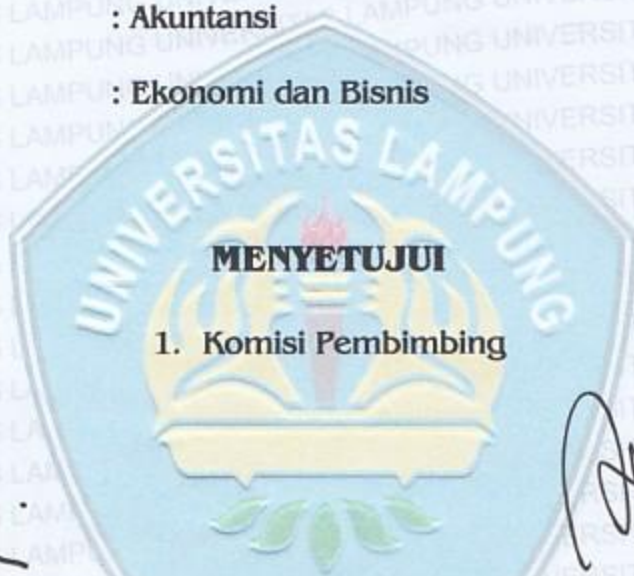 : Akuntansi
: Ekonomi dan Bisnis
UNIVERSITAS LAMPUNG
MENYETUJUI
1. Komisi Pembimbing